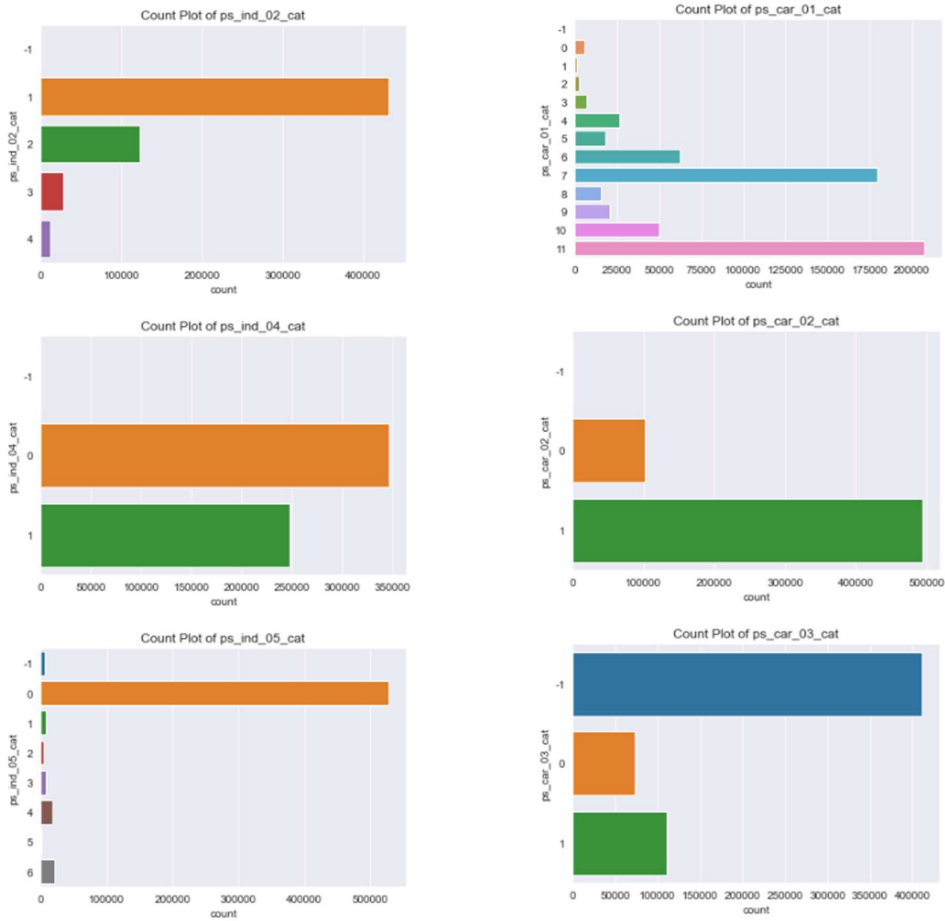 Count Plot of ps_ind_02_cat
ps_ind_02_cat
-1
1
2
3
4
0 100000 200000 300000 400000
count
Count Plot of ps_car_01_cat
ps_car_01_cat
-1
0
1
2
3
4
5
6
7
8
9
10
11
0 25000 50000 75000 100000 125000 150000 175000 200000
count
Count Plot of ps_ind_04_cat
ps_ind_04_cat
-1
0
1
0 50000 100000 150000 200000 250000 300000 350000
count
Count Plot of ps_car_02_cat
ps_car_02_cat
-1
0
1
0 100000 200000 300000 400000 500000
count
Count Plot of ps_ind_05_cat
ps_ind_05_cat
-1
0
1
2
3
4
5
6
0 100000 200000 300000 400000 500000
count
Count Plot of ps_car_03_cat
ps_car_03_cat
-1
0
1
0 50000 100000 150000 200000 250000 300000 350000 400000
count